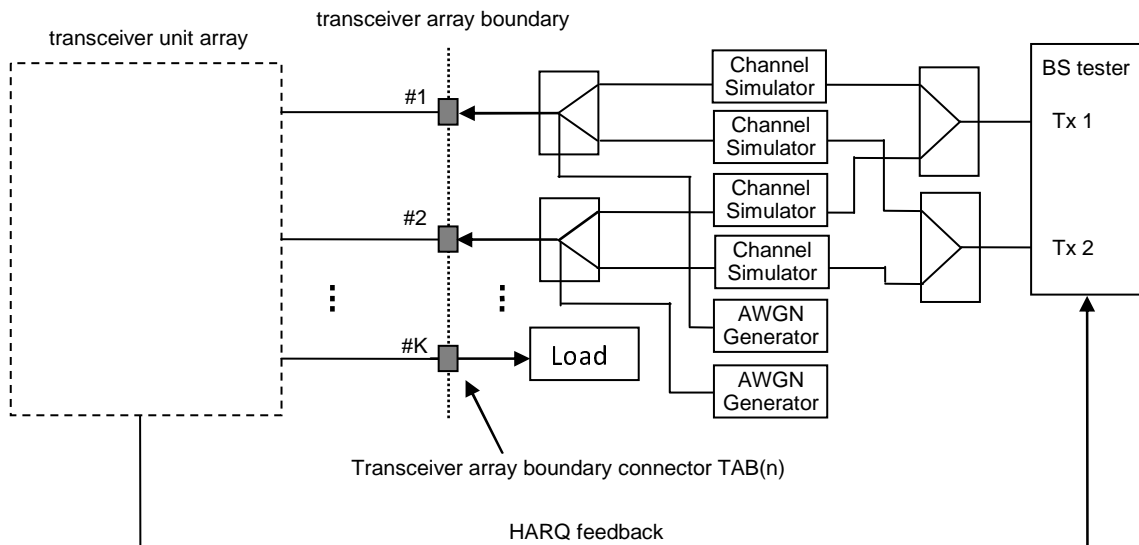 transceiver array boundary
transceiver unit array
BS tester
Channel
Simulator
#1
Tx 1
Channel
Simulator
Channel
Simulator
#2
Tx 2
Channel
Simulator
AWGN
Generator
#K
Load
AWGN
Generator
Transceiver array boundary connector TAB(n)
HARQ feedback